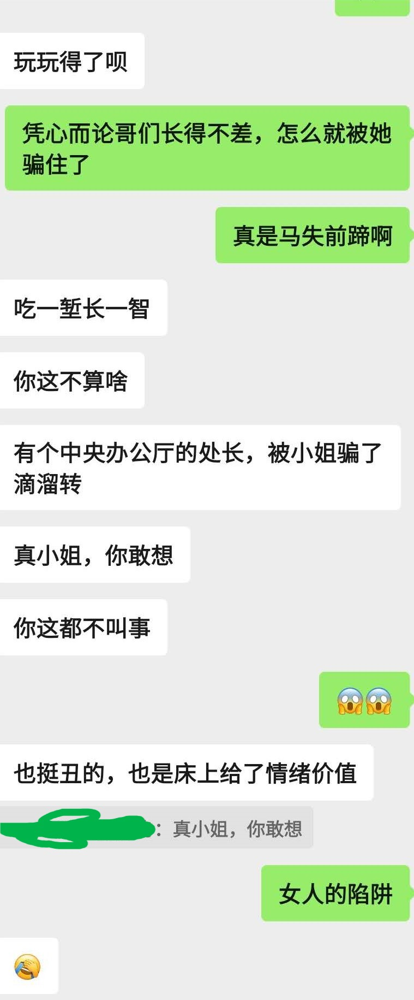 玩玩得了呗
凭心而论哥们长得不差，怎么就被她
骗住了
真是马失前蹄啊
吃一堑长一智
你这不算啥
有个中央办公厅的处长，被小姐骗了
滴溜转
真小姐，你敢想
你这都不叫事
😱😱
也挺丑的，也是床上给了情绪价值
：真小姐，你敢想
女人的陷阱